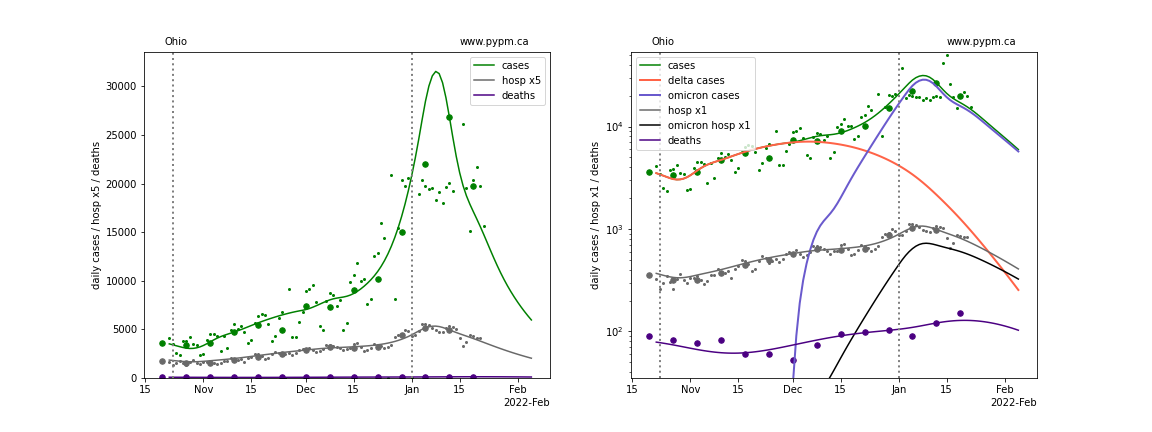 Ohio
www.pypm.ca
cases
hosp x5
deaths
30000
25000
20000
15000
10000
5000
0
daily cases / hosp x5 / deaths
15
Nov
15
Dec
15
Jan
15
Feb
2022-Feb
Ohio
www.pypm.ca
cases
delta cases
omicron cases
hosp x1
omicron hosp x1
deaths
10^4
10^3
10^2
daily cases / hosp x1 / deaths
15
Nov
15
Dec
15
Jan
15
Feb
2022-Feb